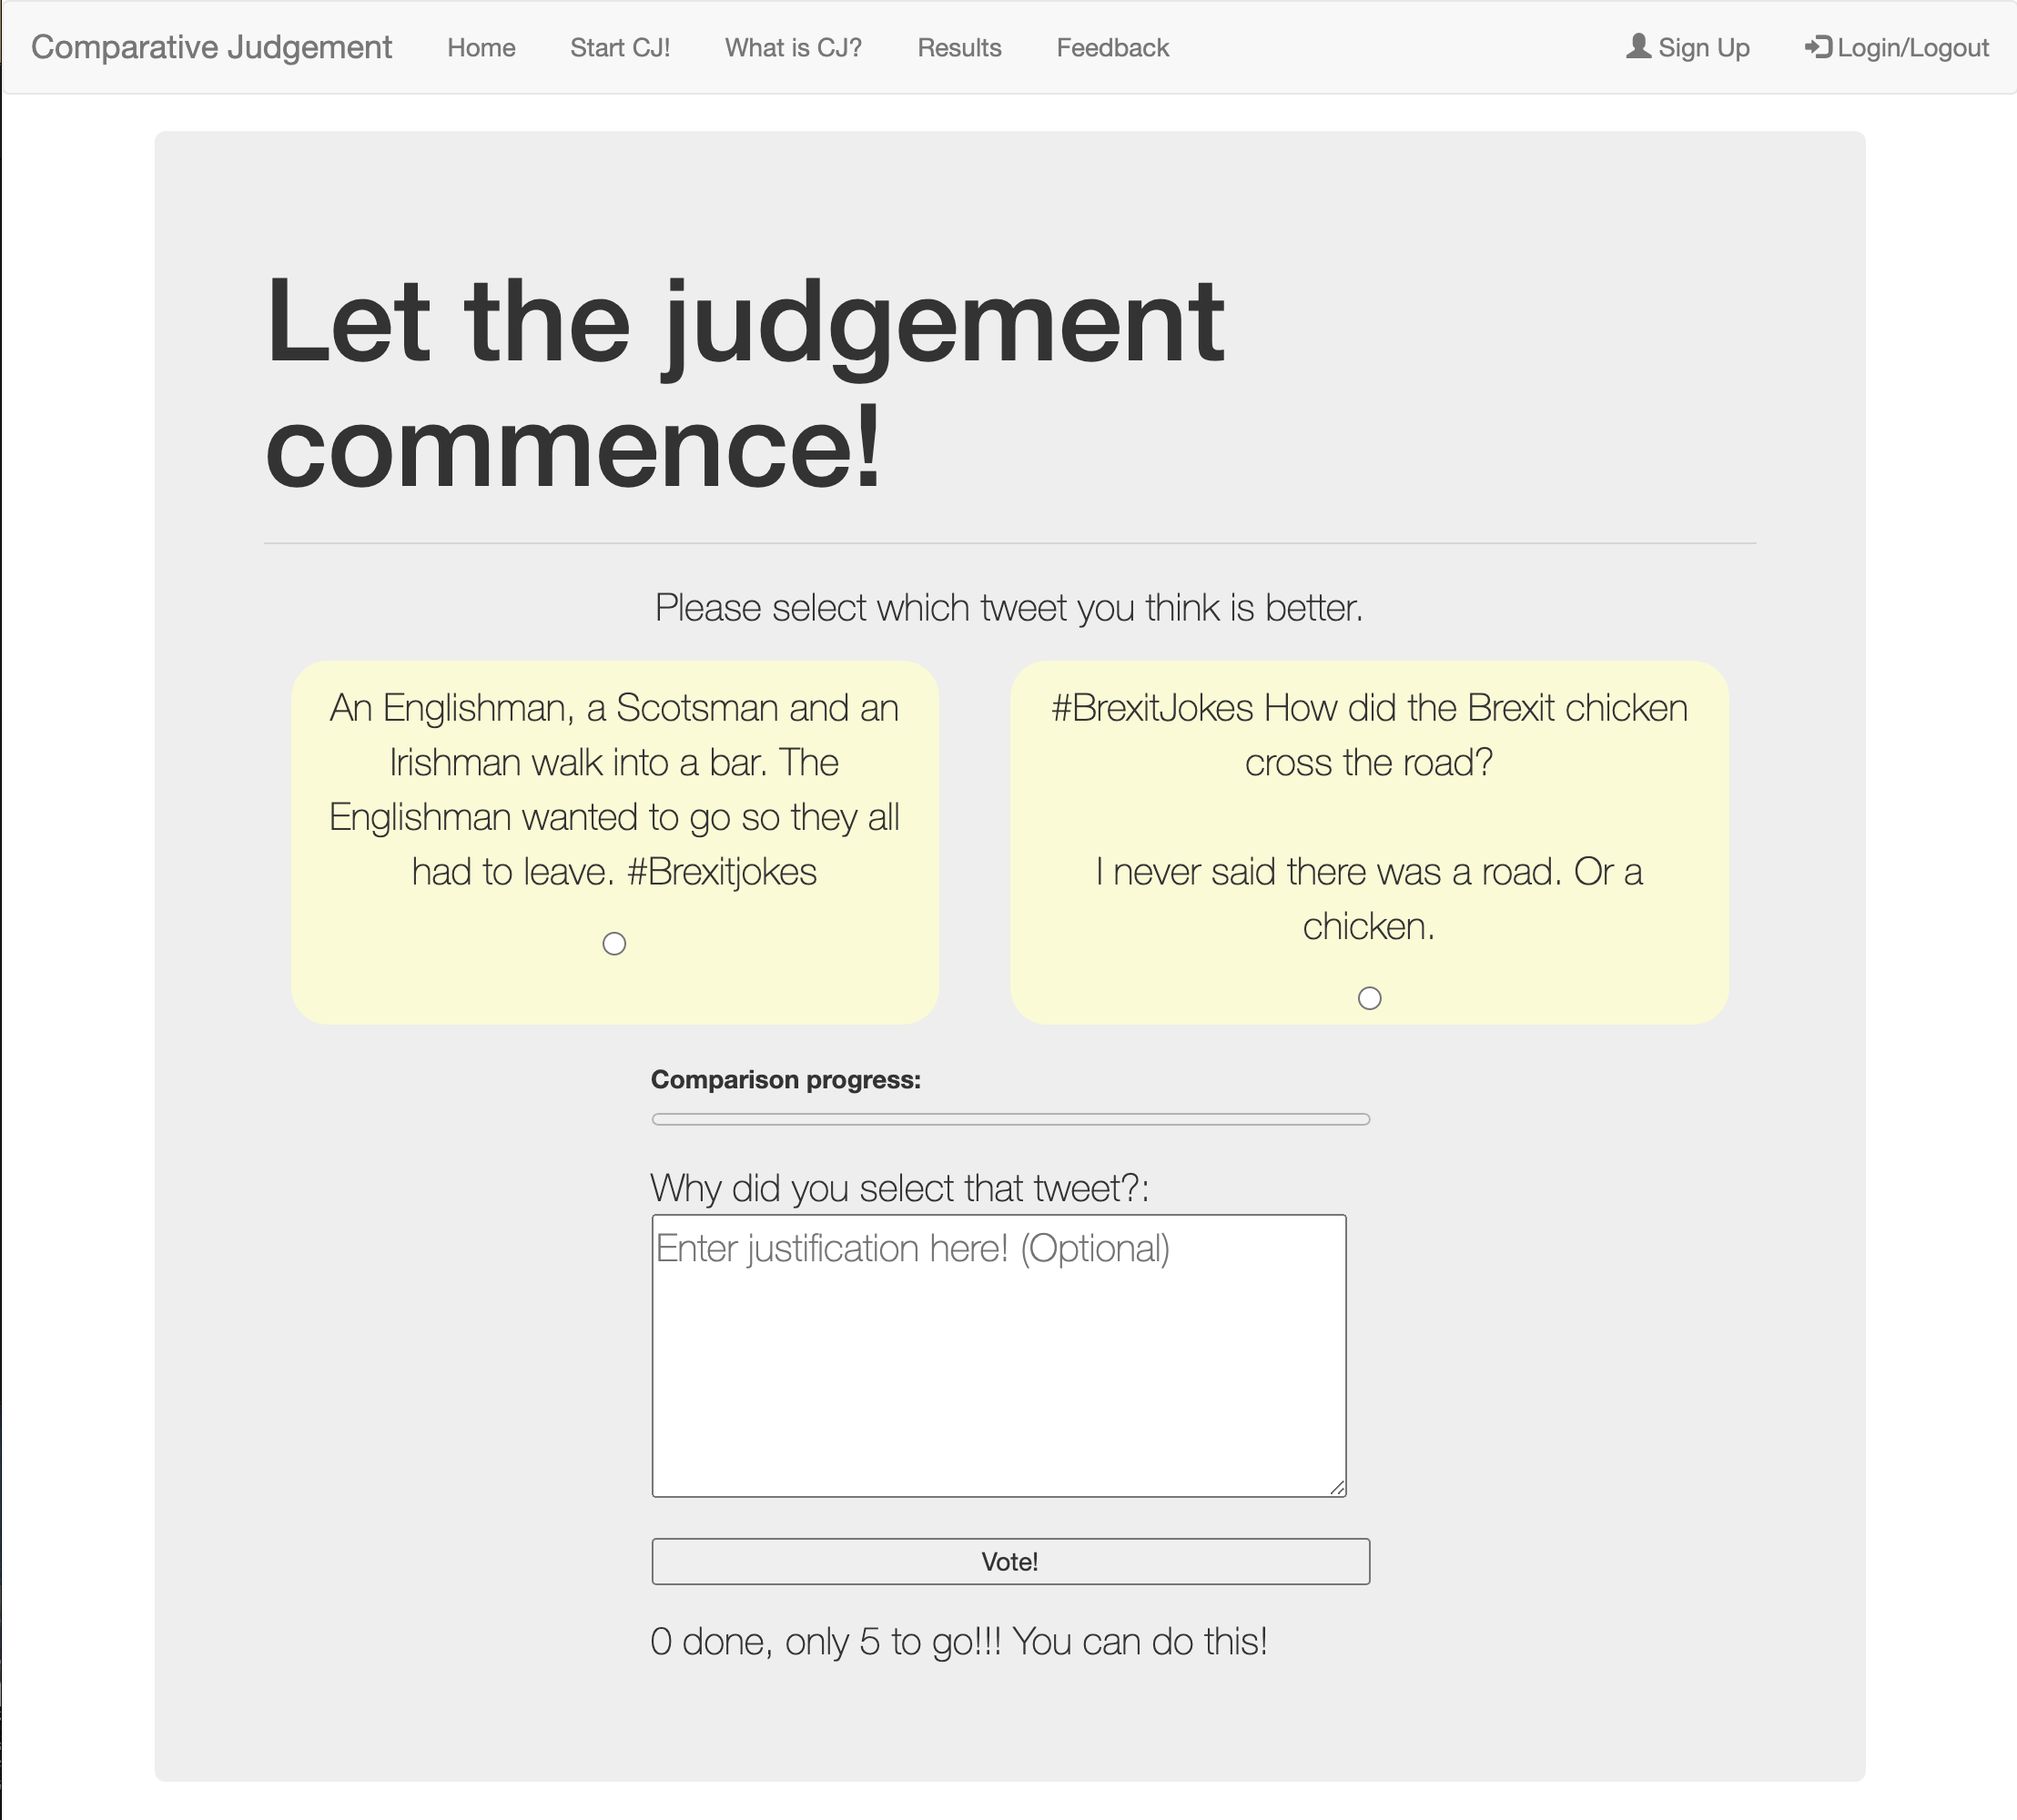 Comparative Judgement Home Start CJ! What is CJ? Results Feedback Sign Up Login/Logout
Let the judgement
commence!
Please select which tweet you think is better.
An Englishman, a Scotsman and an
Irishman walk into a bar. The
Englishman wanted to go so they all
had to leave. #Brexitjokes
#BrexitJokes How did the Brexit chicken
cross the road?
I never said there was a road. Or a
chicken.
Comparison progress:
Why did you select that tweet?:
Enter justification here! (Optional)
Vote!
0 done, only 5 to go!!! You can do this!